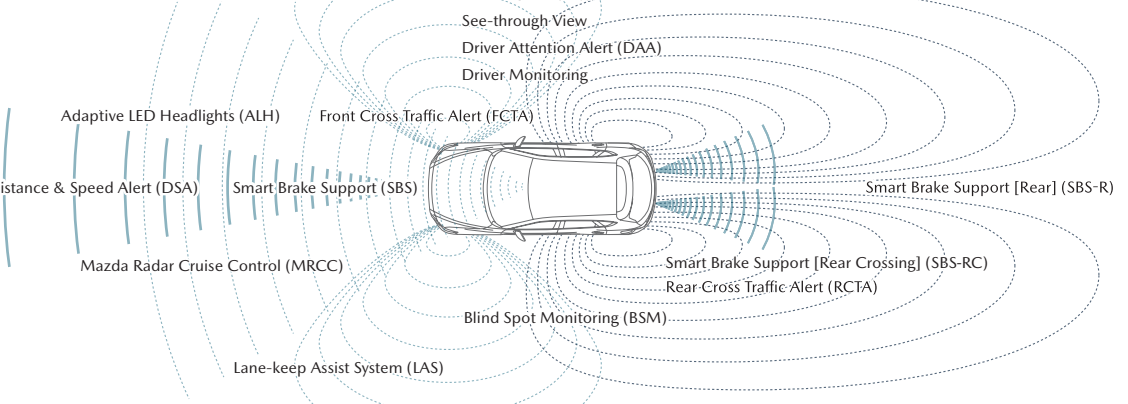 See-through View
Driver Attention Alert (DAA)
Driver Monitoring
Adaptive LED Headlights (ALH)
Front Cross Traffic Alert (FCTA)
istance & Speed Alert (DSA)
Smart Brake Support (SBS)
Smart Brake Support [Rear] (SBS-R)
Mazda Radar Cruise Control (MRCC)
Smart Brake Support [Rear Crossing] (SBS-RC)
Rear Cross Traffic Alert (RCTA)
Blind Spot Monitoring (BSM)
Lane-keep Assist System (LAS)